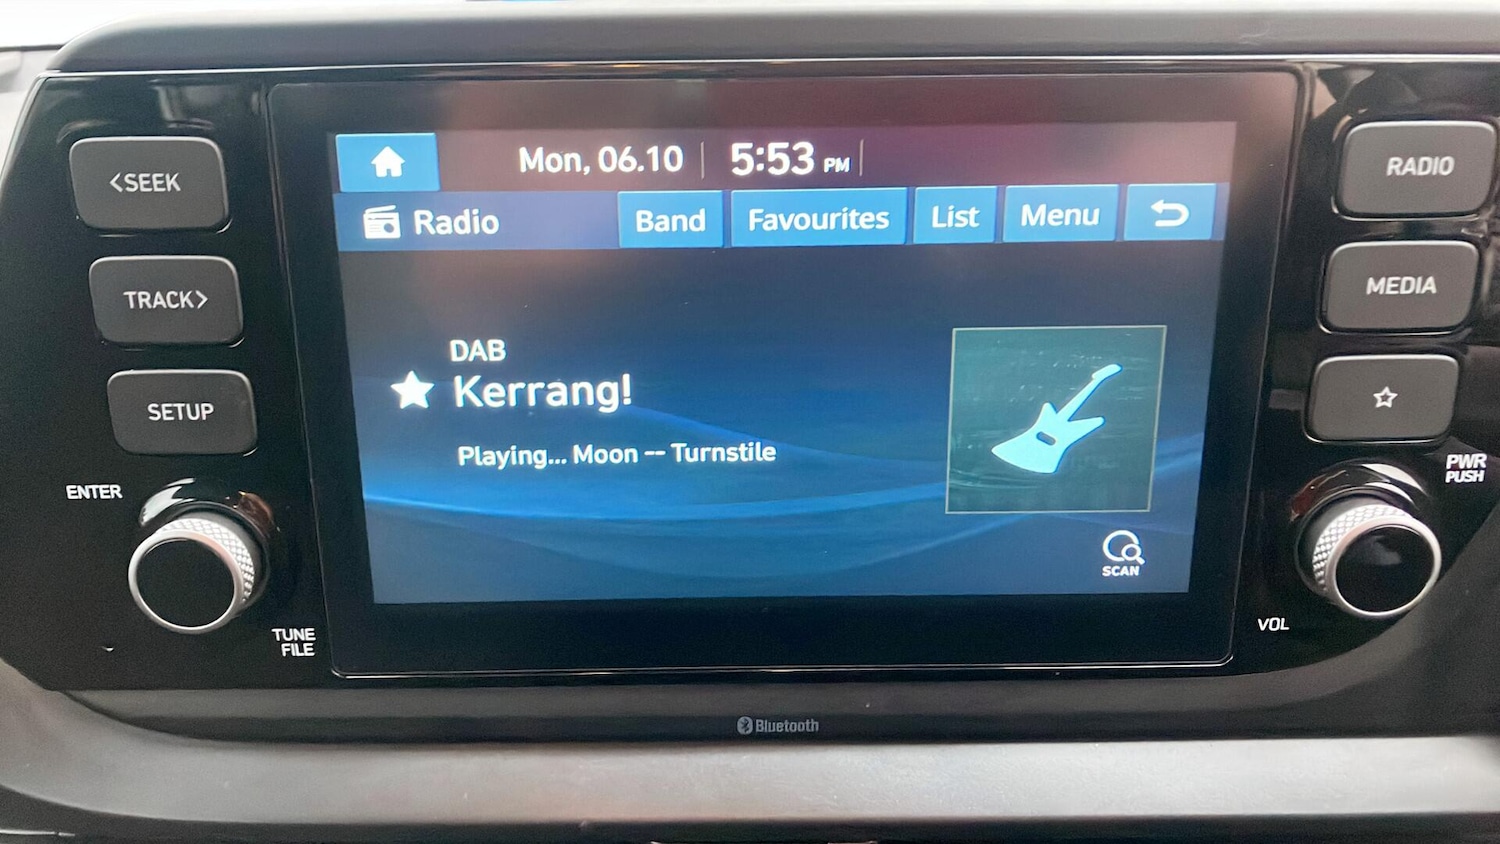 <SEEK
TRACK>
SETUP
ENTER
TUNE
FILE
Mon, 06.10 5:53 PM
Radio Band Favourites List Menu
DAB
Kerrang!
Playing... Moon -- Turnstile
SCAN
Bluetooth
RADIO
MEDIA
PWR
PUSH
VOL